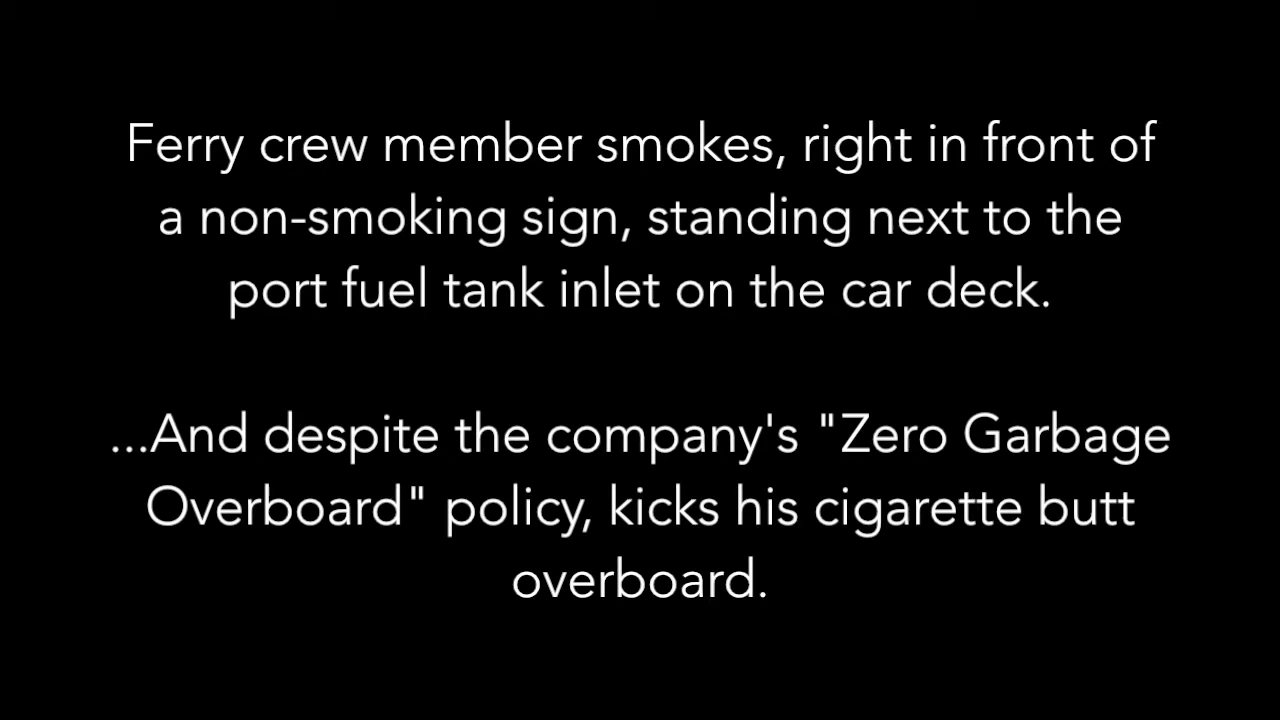 Ferry crew member smokes, right in front of
a non-smoking sign, standing next to the
port fuel tank inlet on the car deck.
...And despite the company's "Zero Garbage
Overboard" policy, kicks his cigarette butt
overboard.